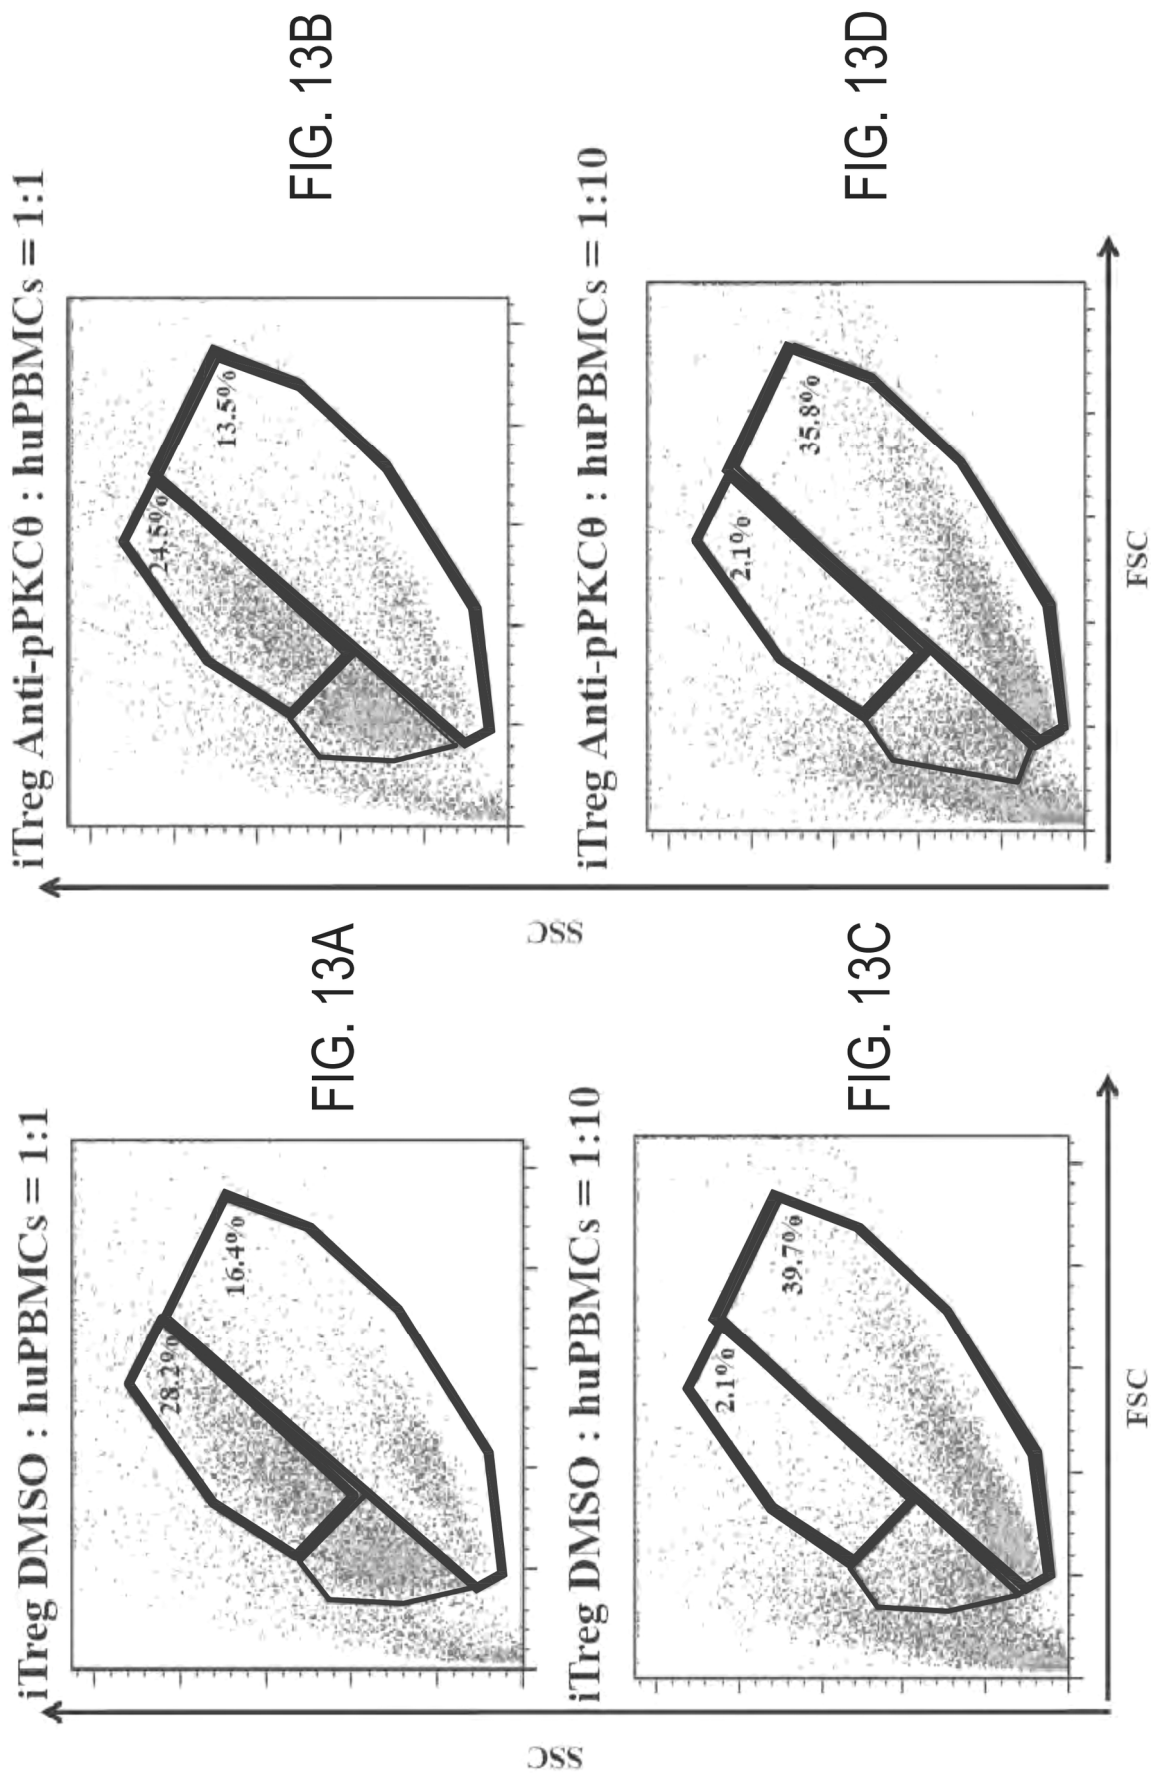 iTreg DMSO : huPBMCs = 1:1
28.2%
16.4%
FIG. 13A
iTreg Anti-pPKCθ : huPBMCs = 1:1
24.5%
13.5%
FIG. 13B
SSC
SSC
iTreg DMSO : huPBMCs = 1:10
2.1%
39.7%
FIG. 13C
iTreg Anti-pPKCθ : huPBMCs = 1:10
2.1%
35.8%
FIG. 13D
FSC
FSC